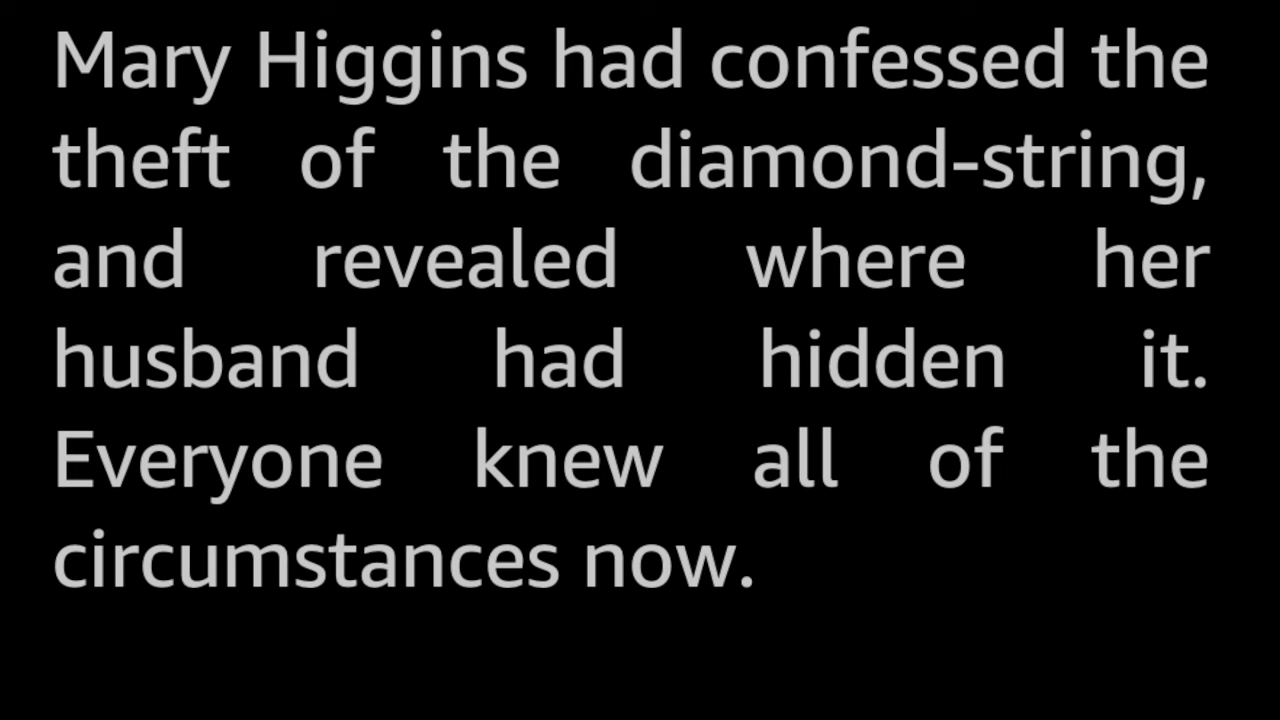 Mary Higgins had confessed the
theft of the diamond-string,
and revealed where her
husband had hidden it.
Everyone knew all of the
circumstances now.